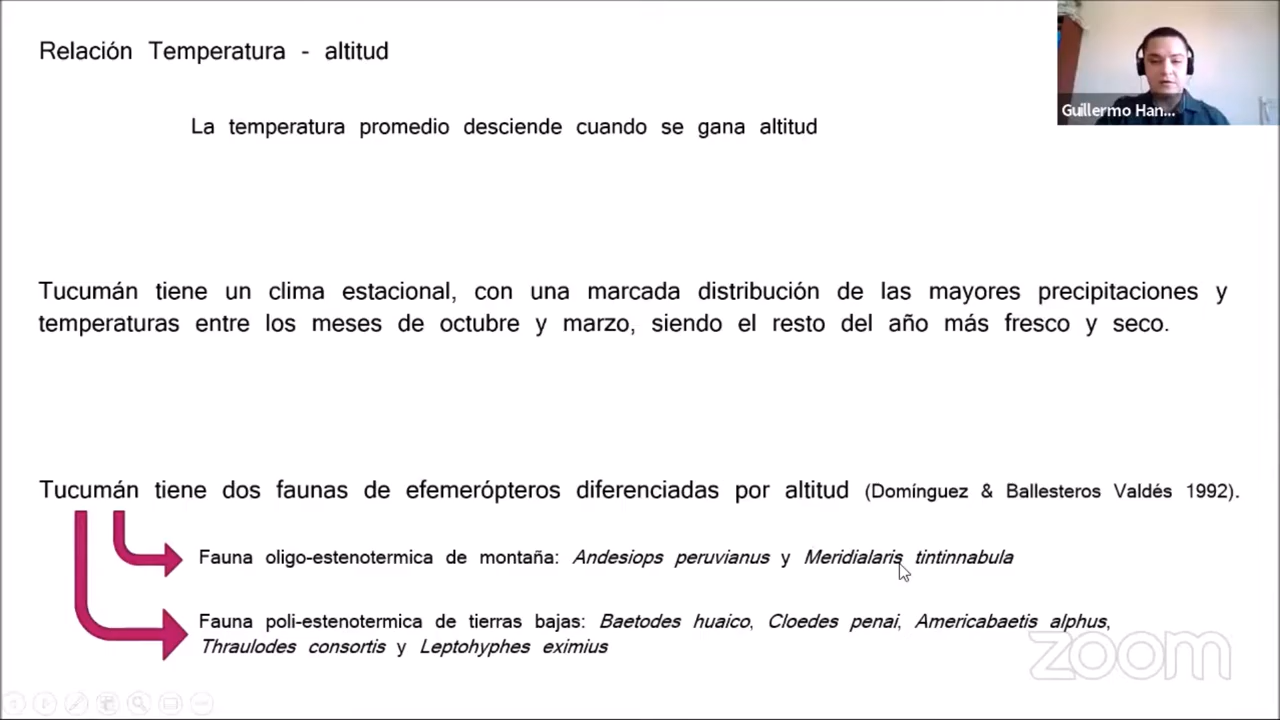 Relación Temperatura - altitud
Guillermo Han...
La temperatura promedio desciende cuando se gana altitud
Tucumán tiene un clima estacional, con una marcada distribución de las mayores precipitaciones y
temperaturas entre los meses de octubre y marzo, siendo el resto del año más fresco y seco.
Tucumán tiene dos faunas de efemerópteros diferenciadas por altitud (Domínguez & Ballesteros Valdés 1992).
Fauna oligo-estenotermica de montaña: Andesiops peruvianus y Meridialaris tintinnabula
Fauna poli-estenotermica de tierras bajas: Baetodes huaico, Cloedes penai, Americabaetis alphus,
Thraulodes consortis y Leptohyphes eximius
zoom